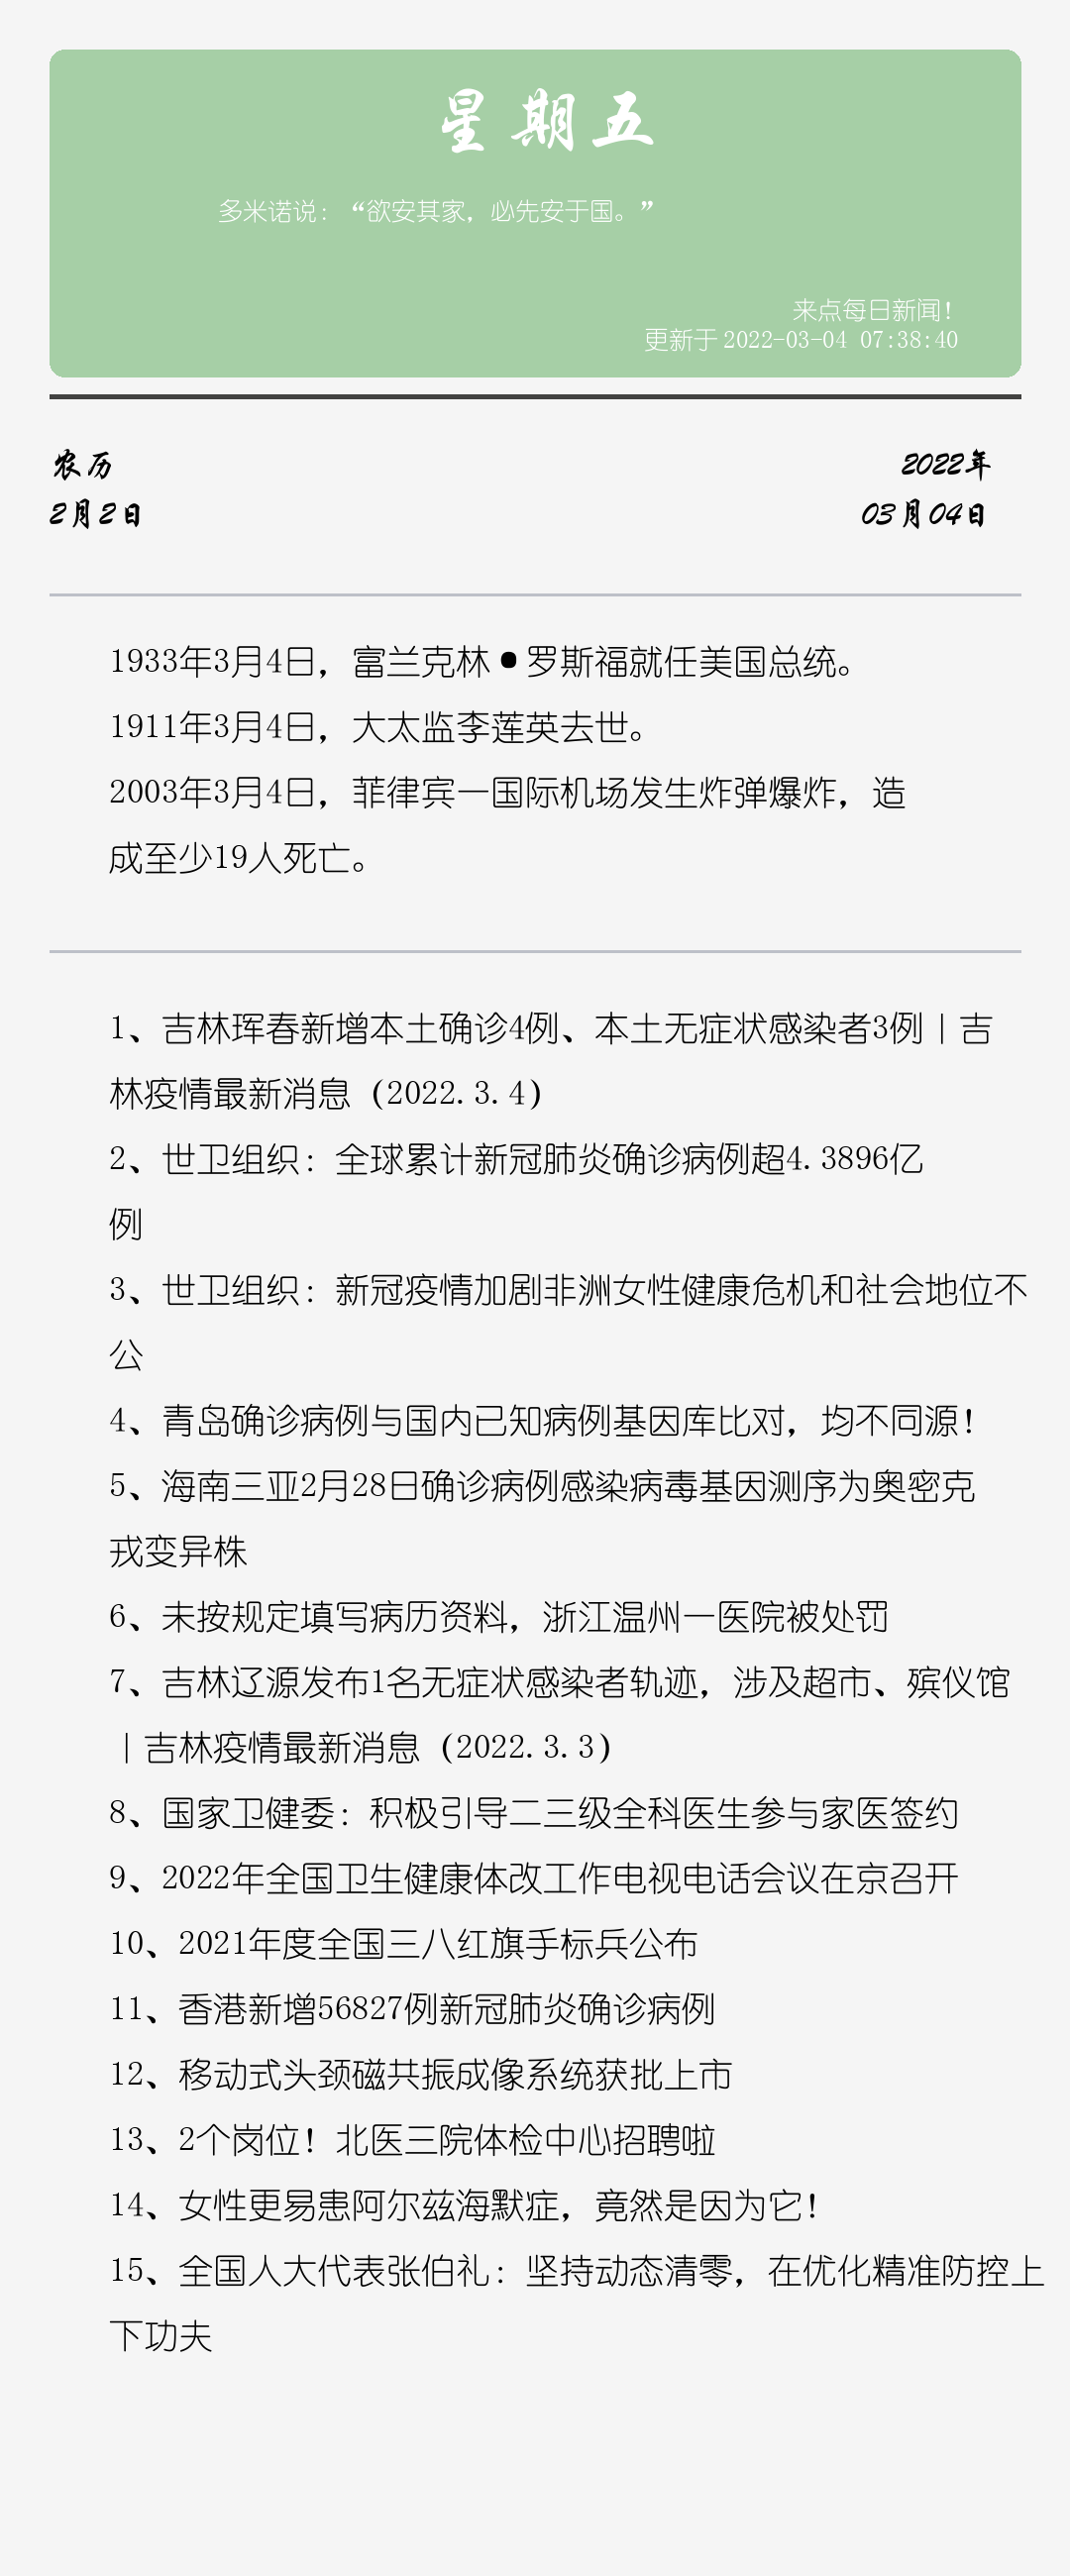 星期五
多米诺说：“欲安其家，必先安于国。”
来点每日新闻！
更新于 2022-03-04 07:38:40
农历
2022年
2月2日
03月04日
1933年3月4日，富兰克林•罗斯福就任美国总统。
1911年3月4日，大太监李莲英去世。
2003年3月4日，菲律宾一国际机场发生炸弹爆炸，造
成至少19人死亡。
1、吉林珲春新增本土确诊4例、本土无症状感染者3例丨吉
林疫情最新消息（2022.3.4）
2、世卫组织：全球累计新冠肺炎确诊病例超4.3896亿
例
3、世卫组织：新冠疫情加剧非洲女性健康危机和社会地位不
公
4、青岛确诊病例与国内已知病例基因库比对，均不同源！
5、海南三亚2月28日确诊病例感染病毒基因测序为奥密克
戎变异株
6、未按规定填写病历资料，浙江温州一医院被处罚
7、吉林辽源发布1名无症状感染者轨迹，涉及超市、殡仪馆
丨吉林疫情最新消息（2022.3.3）
8、国家卫健委：积极引导二三级全科医生参与家医签约
9、2022年全国卫生健康体改工作电视电话会议在京召开
10、2021年度全国三八红旗手标兵公布
11、香港新增56827例新冠肺炎确诊病例
12、移动式头颈磁共振成像系统获批上市
13、2个岗位！北医三院体检中心招聘啦
14、女性更易患阿尔兹海默症，竟然是因为它！
15、全国人大代表张伯礼：坚持动态清零，在优化精准防控上
下功夫